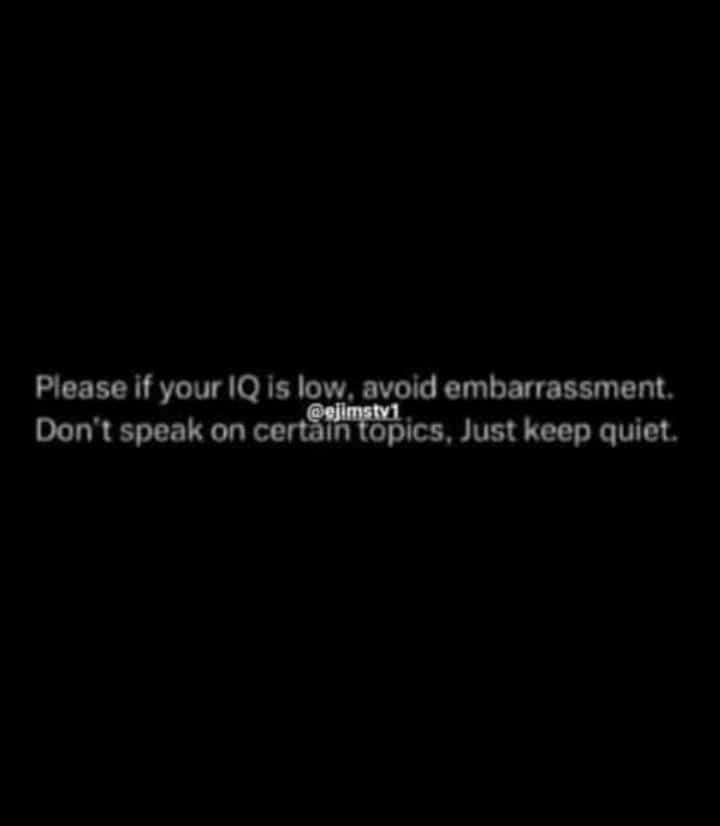 Please if your IQ is low, avoid embarrassment.
@ejimstv1
Don't speak on certain topics, Just keep quiet.